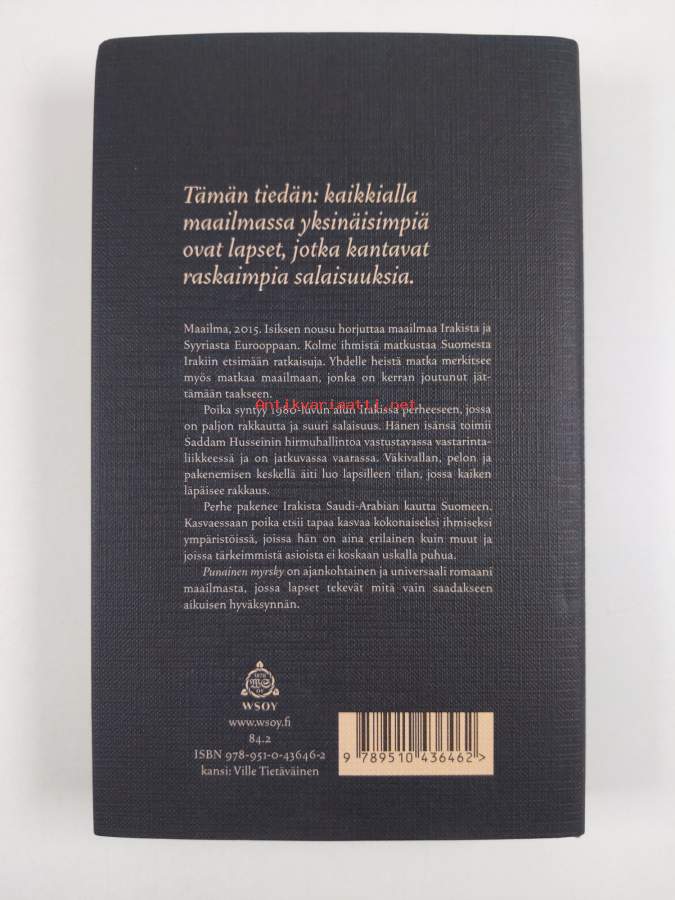 Tämän tiedän: kaikkialla
maailmassa yksinäisimpiä
ovat lapset, jotka kantavat
raskaimpia salaisuuksia.
Maailma, 2015. Isiksen nousu horjuttaa maailmaa Irakista ja
Syyriasta Eurooppaan. Kolme ihmistä matkustaa Suomesta
Irakiin etsimään ratkaisuja. Yhdelle heistä matka merkitsee
myös matkaa maailmaan, jonka on kerran joutunut jät-
tämään taakseen.
Antikvariaatti.net
Poika syntyy 1980-luvun alun irakissa perheeseen, jossa
on paljon rakkautta ja suuri salaisuus. Hänen isänsä toimii
Saddam Husseinin hirmuhallintoa vastustavassa vastarinta-
liikkeessä ja on jatkuvassa vaarassa. Väkivallan, pelon ja
pakenemisen keskellä äiti luo lapsilleen tilan, jossa kaiken
läpäisee rakkaus.
Perhe pakenee Irakista Saudi-Arabian kautta Suomeen.
Kasvaessaan poika etsii tapaa kasvaa kokonaiseksi ihmiseksi
ympäristöissä, joissa hän on aina erilainen kuin muut ja
joissa tärkeimmistä asioista ei koskaan uskalla puhua.
Punainen myrsky on ajankohtainen ja universaali romaani
maailmasta, jossa lapset tekevät mitä vain saadakseen
aikuisen hyväksynnän.
WSOY
www.wsoy.fi
84.2
ISBN 978-951-0-43646-2
kansi: Ville Tietäväinen
9 789510 436462 >